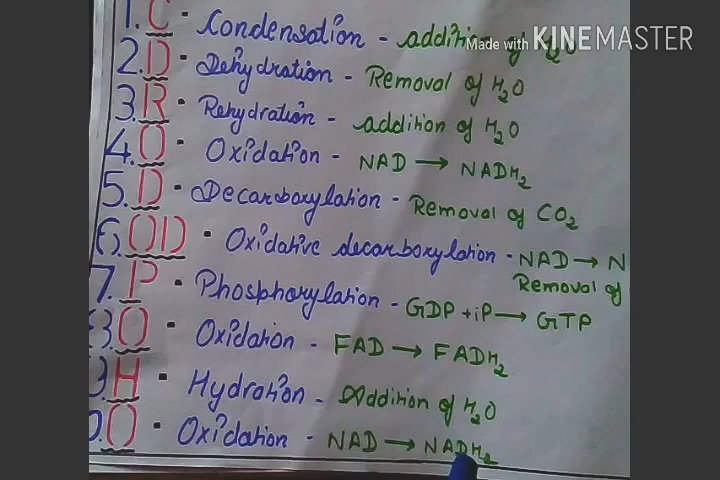 1. C - Condensation - addition of H2O
Made with KINEMASTER
2. D - Dehydration - Removal of H2O
3. R - Rehydration - addition of H2O
4. O - Oxidation - NAD → NADH2
5. D - Decarboxylation - Removal of CO2
6. OD - Oxidative decarboxylation - NAD → N
Removal of
7. P - Phosphorylation - GDP + iP → GTP
8. O - Oxidation - FAD → FADH2
9. H - Hydration - Addition of H2O
0. O - Oxidation - NAD → NADH2